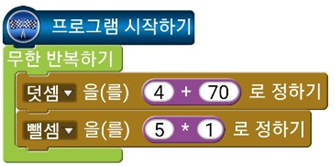 프로그램 시작하기
무한 반복하기
덧셈 을(를) 4 + 70 로 정하기
뺄셈 을(를) 5 * 1 로 정하기